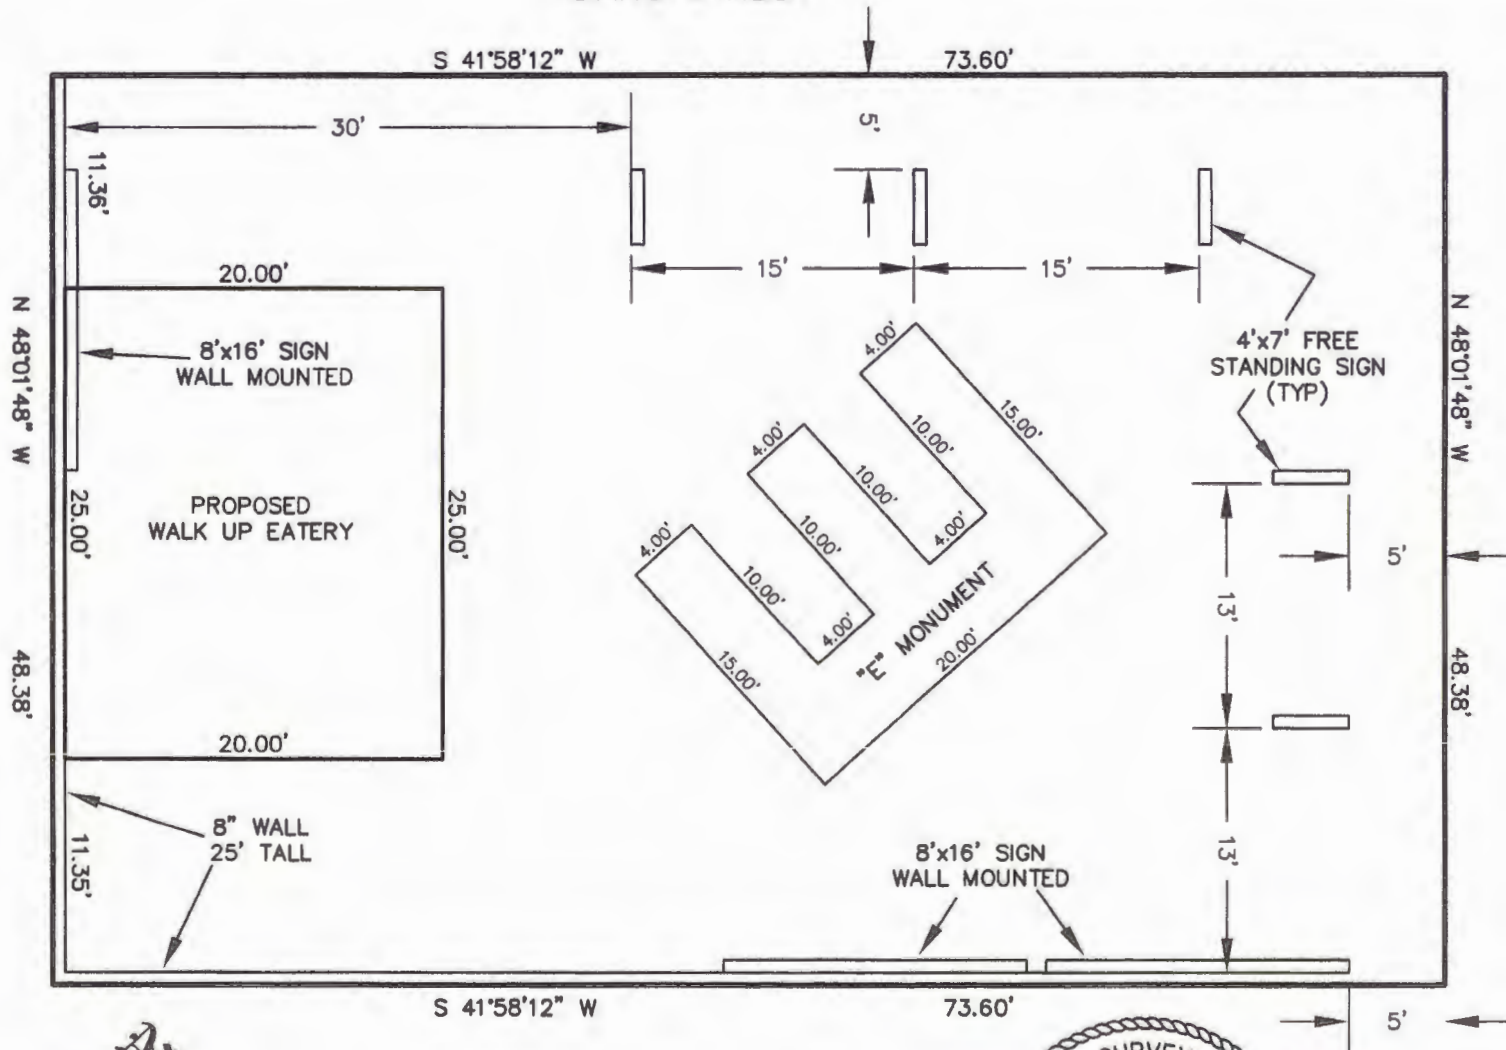 S 41°58'12" W
73.60'
30'
5'
11.36'
15'
15'
20.00'
N 48°01'48" W
48.38'
8'x16' SIGN
WALL MOUNTED
4'x7' FREE
STANDING SIGN
(TYP)
N 48°01'48" W
48.38'
4.00'
15.00'
10.00'
4.00'
10.00'
4.00'
10.00'
4.00'
10.00'
4.00'
15.00'
20.00'
"E" MONUMENT
PROPOSED
WALK UP EATERY
25.00'
25.00'
20.00'
5'
13'
13'
8" WALL
25' TALL
11.35'
8'x16' SIGN
WALL MOUNTED
S 41°58'12" W
73.60'
5'